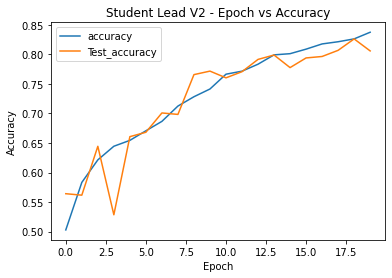 Student Lead V2 - Epoch vs Accuracy
accuracy
Test_accuracy
Accuracy
0.85
0.80
0.75
0.70
0.65
0.60
0.55
0.50
0.0 2.5 5.0 7.5 10.0 12.5 15.0 17.5
Epoch